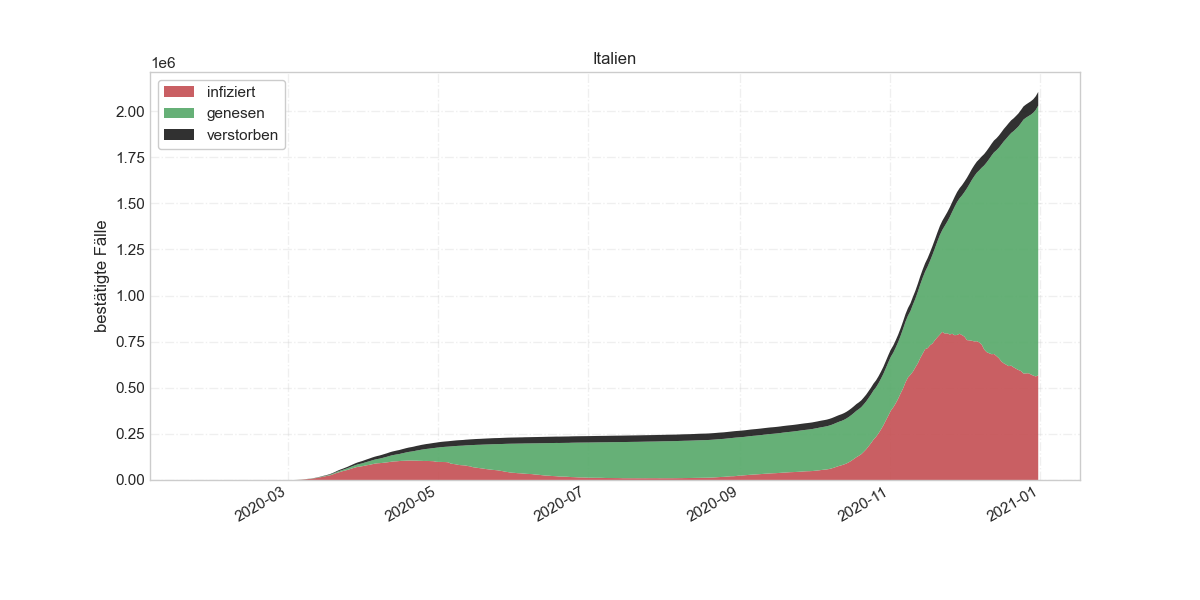 Italien
1e6
infiziert
genesen
verstorben
bestätigte Fälle
2.00
1.75
1.50
1.25
1.00
0.75
0.50
0.25
0.00
2020-03
2020-05
2020-07
2020-09
2020-11
2021-01